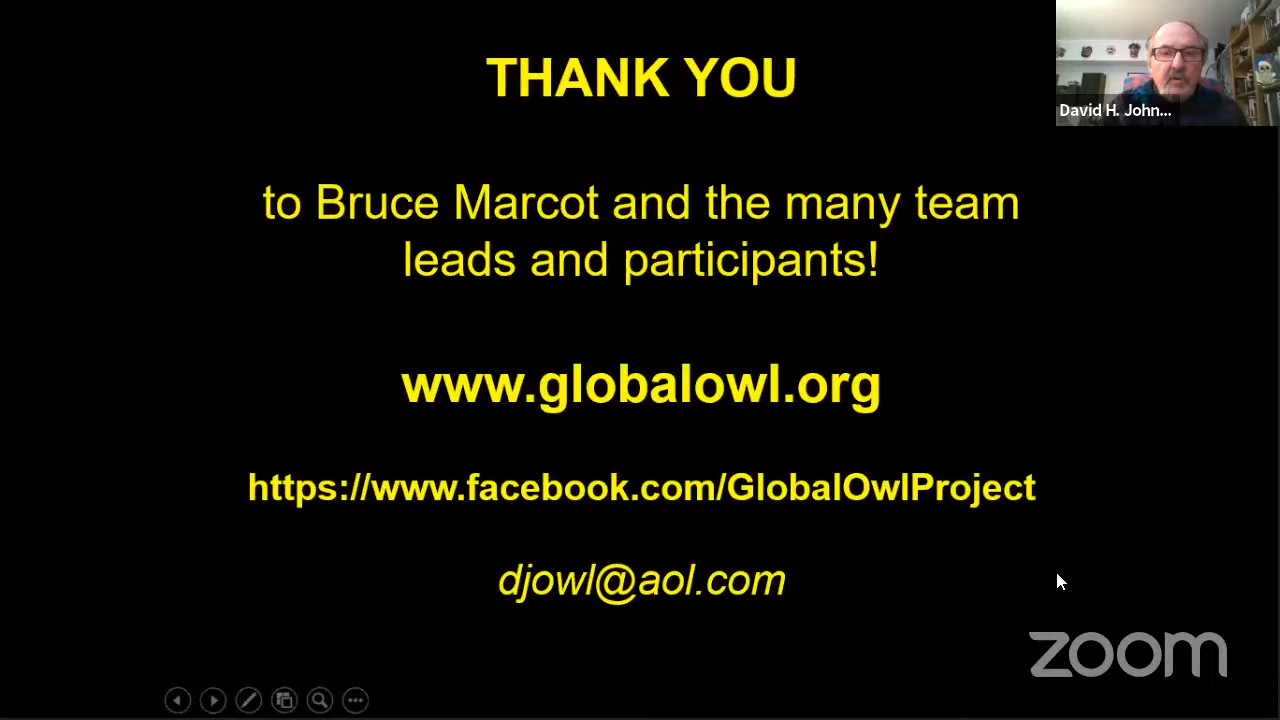 THANK YOU
David H. John...
to Bruce Marcot and the many team
leads and participants!
www.globalowl.org
https://www.facebook.com/GlobalOwlProject
djowl@aol.com
zoom